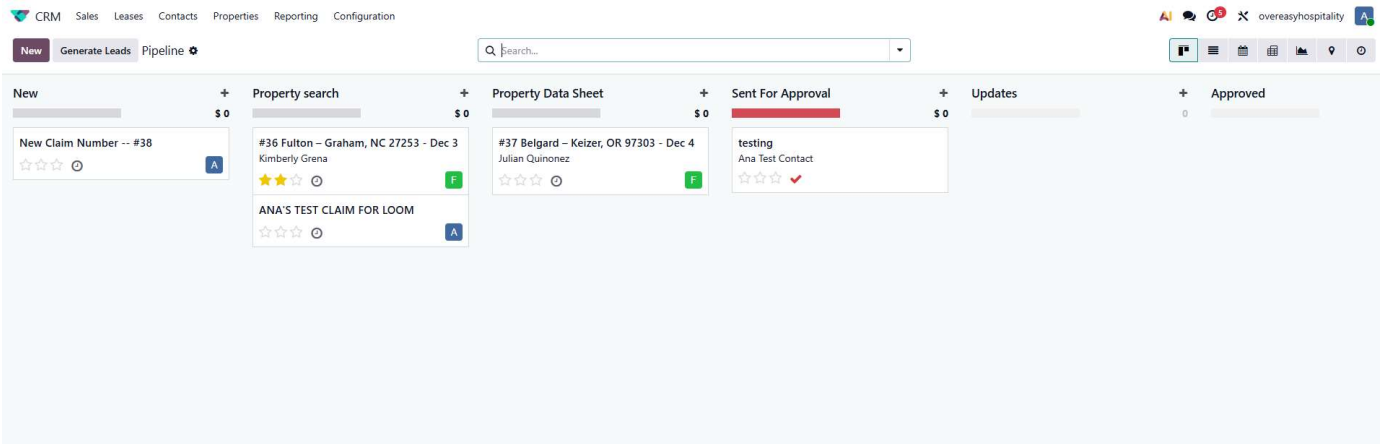 CRM Sales Leases Contacts Properties Reporting Configuration AI 5 overeasyhospitality A
New Generate Leads Pipeline Search...
New + Property search + Property Data Sheet + Sent For Approval + Updates + Approved
$ 0 $ 0 $ 0 $ 0 0
New Claim Number -- #38
A
#36 Fulton – Graham, NC 27253 - Dec 3
Kimberly Grena
F
ANA'S TEST CLAIM FOR LOOM
A
#37 Belgard – Keizer, OR 97303 - Dec 4
Julian Quinonez
F
testing
Ana Test Contact